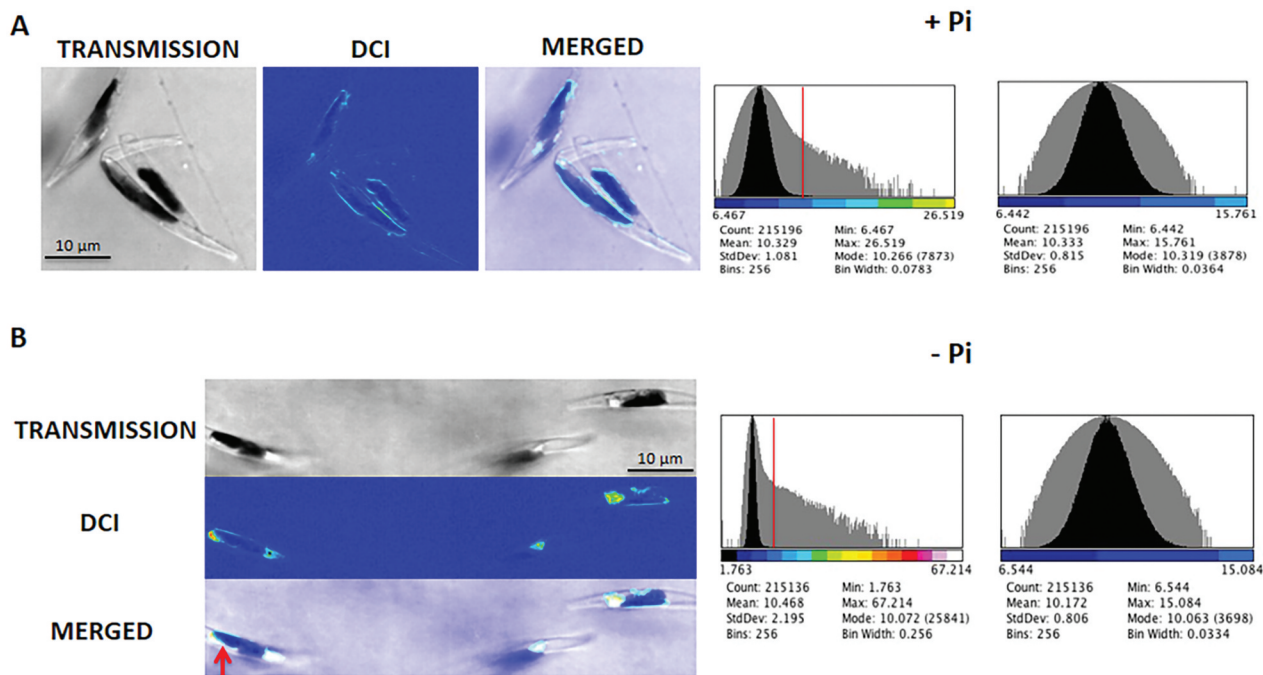 A
+ Pi
TRANSMISSION DCI MERGED
10 µm
6.467 26.519
Count: 215196 Min: 6.467
Mean: 10.329 Max: 26.519
StdDev: 1.081 Mode: 10.266 (7873)
Bins: 256 Bin Width: 0.0783
6.442 15.761
Count: 215196 Min: 6.442
Mean: 10.333 Max: 15.761
StdDev: 0.815 Mode: 10.319 (3878)
Bins: 256 Bin Width: 0.0364
B
- Pi
TRANSMISSION
10 µm
DCI
MERGED
1.763 67.214
Count: 215136 Min: 1.763
Mean: 10.468 Max: 67.214
StdDev: 2.195 Mode: 10.072 (25841)
Bins: 256 Bin Width: 0.256
6.544 15.084
Count: 215136 Min: 6.544
Mean: 10.172 Max: 15.084
StdDev: 0.806 Mode: 10.063 (3698)
Bins: 256 Bin Width: 0.0334